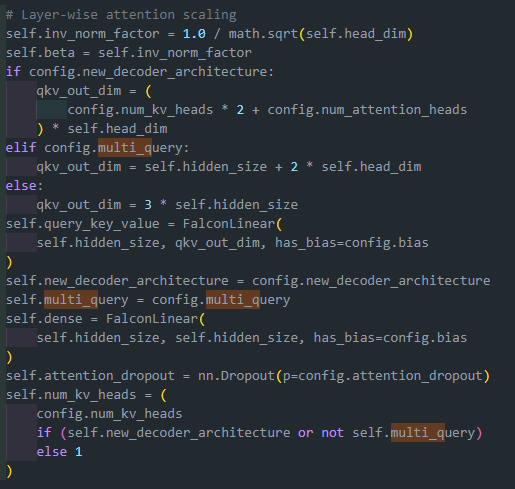 # Layer-wise attention scaling
self.inv_norm_factor = 1.0 / math.sqrt(self.head_dim)
self.beta = self.inv_norm_factor
if config.new_decoder_architecture:
    qkv_out_dim = (
        config.num_kv_heads * 2 + config.num_attention_heads
    ) * self.head_dim
elif config.multi_query:
    qkv_out_dim = self.hidden_size + 2 * self.head_dim
else:
    qkv_out_dim = 3 * self.hidden_size
self.query_key_value = FalconLinear(
    self.hidden_size, qkv_out_dim, has_bias=config.bias
)
self.new_decoder_architecture = config.new_decoder_architecture
self.multi_query = config.multi_query
self.dense = FalconLinear(
    self.hidden_size, self.hidden_size, has_bias=config.bias
)
self.attention_dropout = nn.Dropout(p=config.attention_dropout)
self.num_kv_heads = (
    config.num_kv_heads
    if (self.new_decoder_architecture or not self.multi_query)
    else 1
)